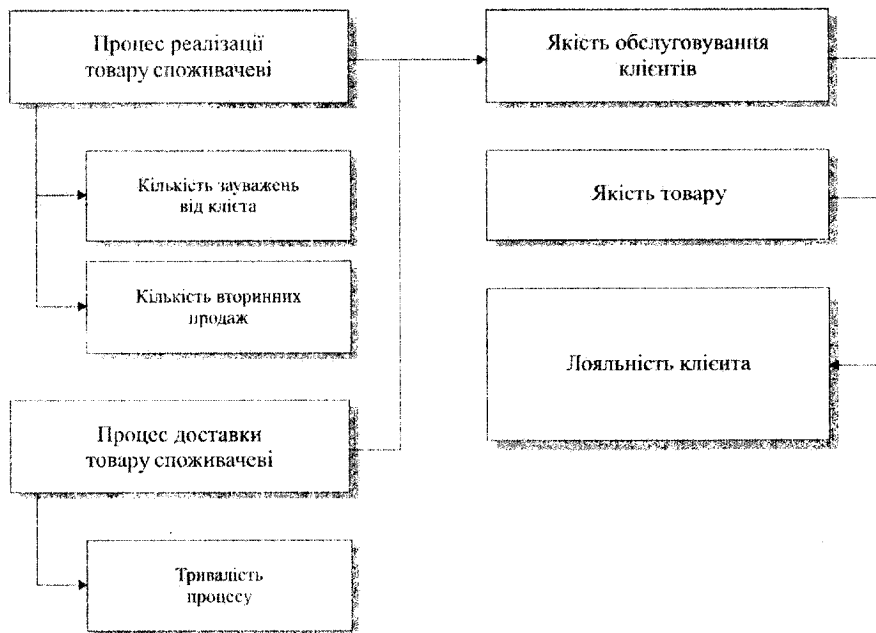 Процес реалізації
товару споживачеві
Кількість зауважень
від клієта
Кількість вторинних
продаж
Процес доставки
товару споживачеві
Тривалість
процесу
Якість обслуговування
клієнтів
Якість товару
Лояльність клієнта